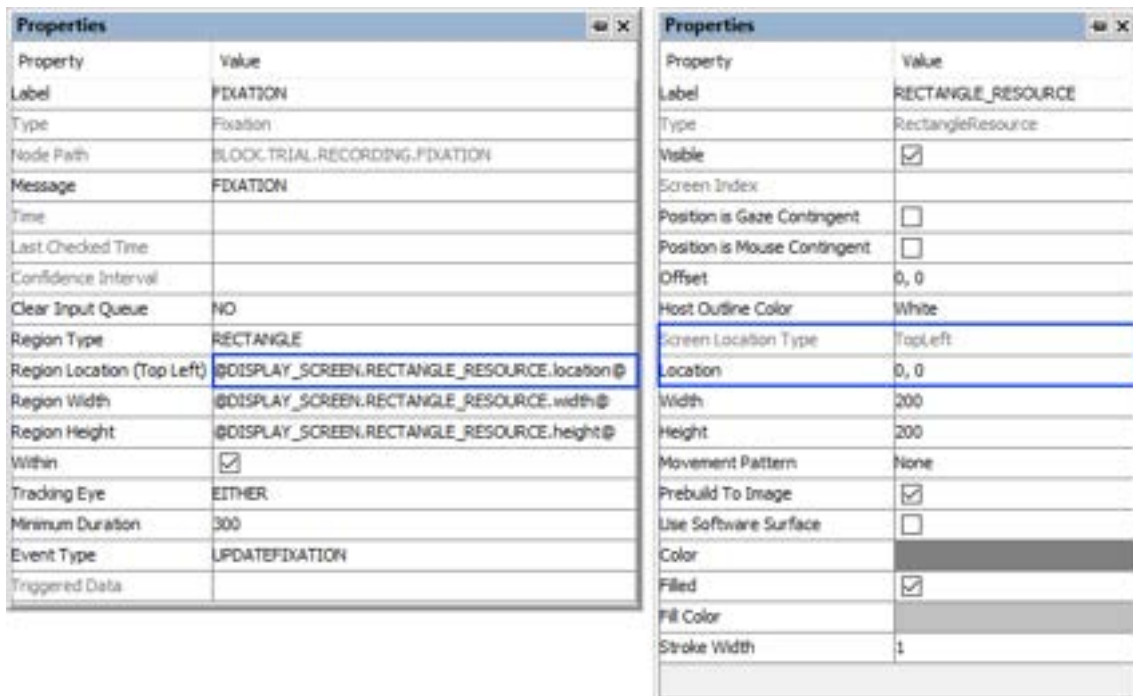 Properties
Property Value
Label FIXATION
Type Fixation
Node Path BLOCK.TRIAL.RECORDING.FIXATION
Message FIXATION
Time
Last Checked Time
Confidence Interval
Clear Input Queue NO
Region Type RECTANGLE
Region Location (Top Left) @DISPLAY_SCREEN.RECTANGLE_RESOURCE.location@
Region Width @DISPLAY_SCREEN.RECTANGLE_RESOURCE.width@
Region Height @DISPLAY_SCREEN.RECTANGLE_RESOURCE.height@
Within
Tracking Eye EITHER
Minimum Duration 300
Event Type UPDATEFIXATION
Triggered Data
Properties
Property Value
Label RECTANGLE_RESOURCE
Type RectangleResource
Visible
Screen Index
Position is Gaze Contingent
Position is Mouse Contingent
Offset 0, 0
Host Outline Color White
Screen Location Type TopLeft
Location 0, 0
Width 200
Height 200
Movement Pattern None
Prebuild To Image
Use Software Surface
Color
Filled
Fill Color
Stroke Width 1